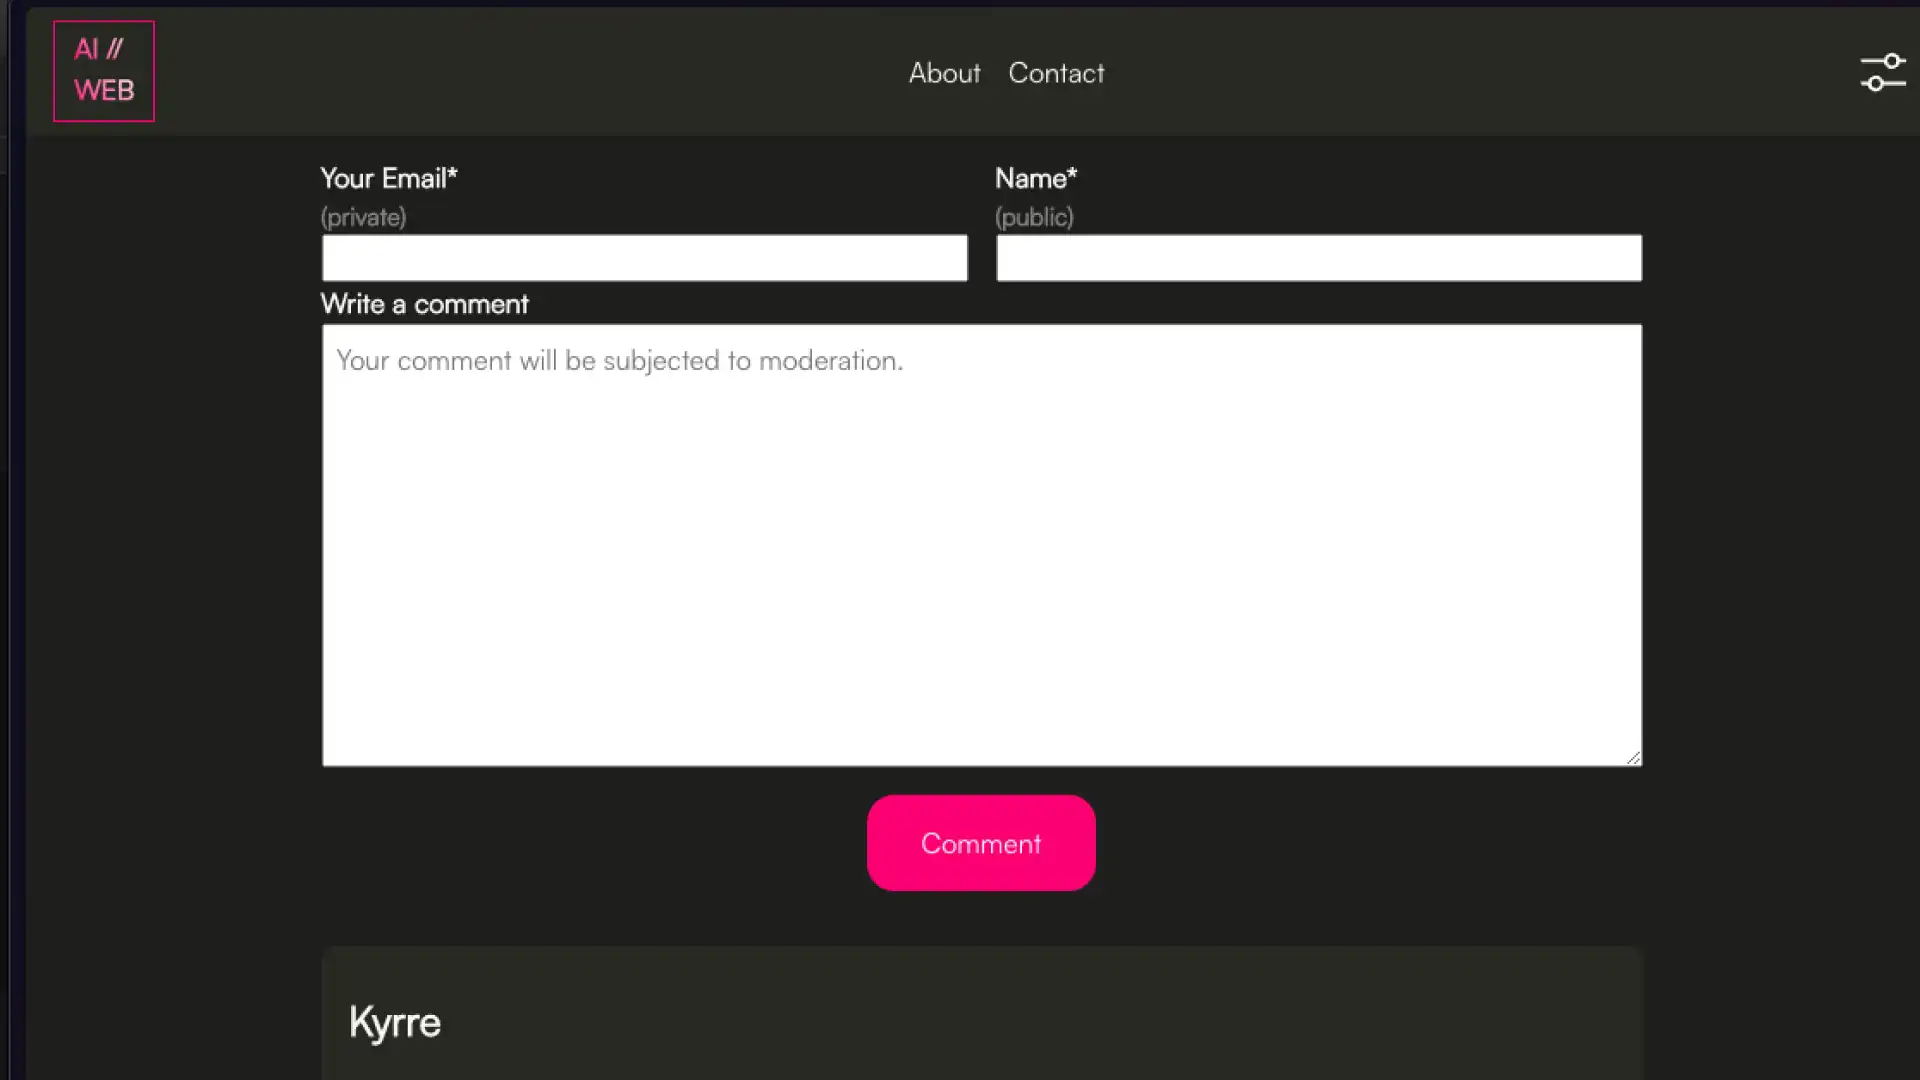 AI //
WEB
About Contact
Your Email*
(private)
Name*
(public)
Write a comment
Your comment will be subjected to moderation.
Comment
Kyrre